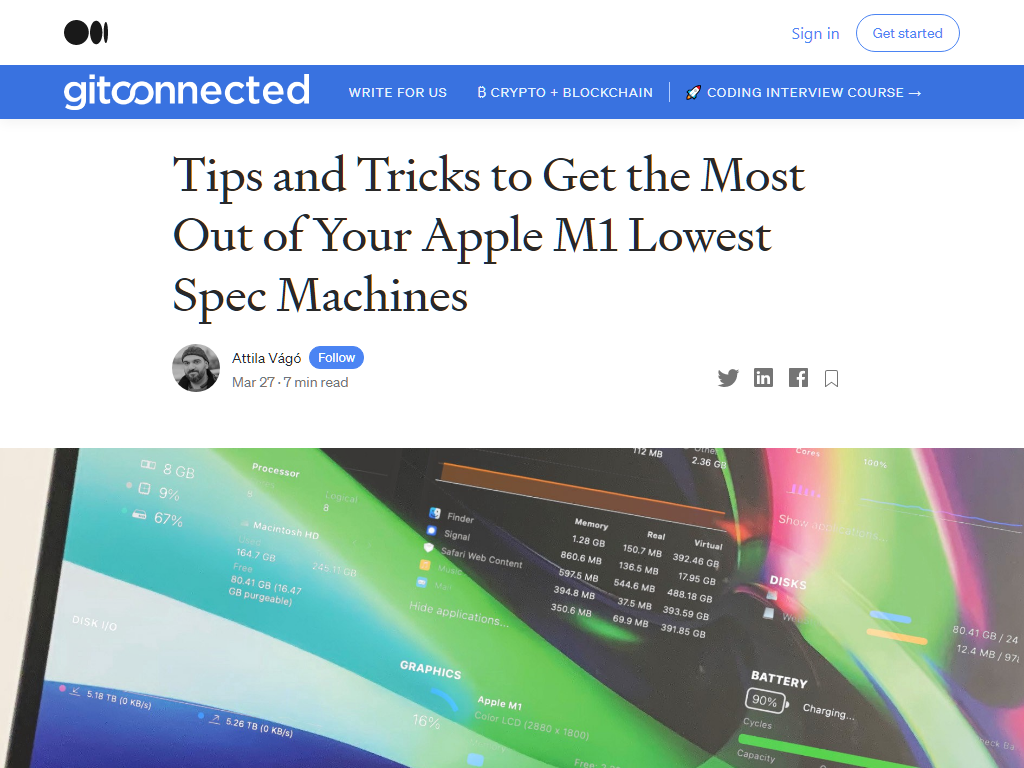 Sign in
Get started
gitconnected
WRITE FOR US
₿ CRYPTO + BLOCKCHAIN
🚀 CODING INTERVIEW COURSE →
Tips and Tricks to Get the Most
Out of Your Apple M1 Lowest
Spec Machines
Attila Vágó
Follow
Mar 27 · 7 min read
8 GB
9%
67%
Processor
8
Logical
8
Macintosh HD
Used
164.7 GB
245.11 GB
Free
80.41 GB (16.47
GB purgeable)
DISK I/O
5.18 TB (0 KB/s)
5.26 TB (0 KB/s)
112 MB
Other
2.36 GB
Memory Real Virtual
Finder 1.28 GB 150.7 MB 392.46 GB
Signal 860.6 MB 136.5 MB 17.95 GB
Safari Web Content 597.5 MB 544.6 MB 488.18 GB
Music 394.8 MB 37.5 MB 393.59 GB
350.6 MB 69.9 MB 391.85 GB
Hide applications...
GRAPHICS
16%
Apple M1
Color LCD (2880 x 1800)
Cores
100%
Show applications...
DISKS
80.41 GB / 24
12.4 MB / 97
BATTERY
90%
Charging...
Cycles
Capacity